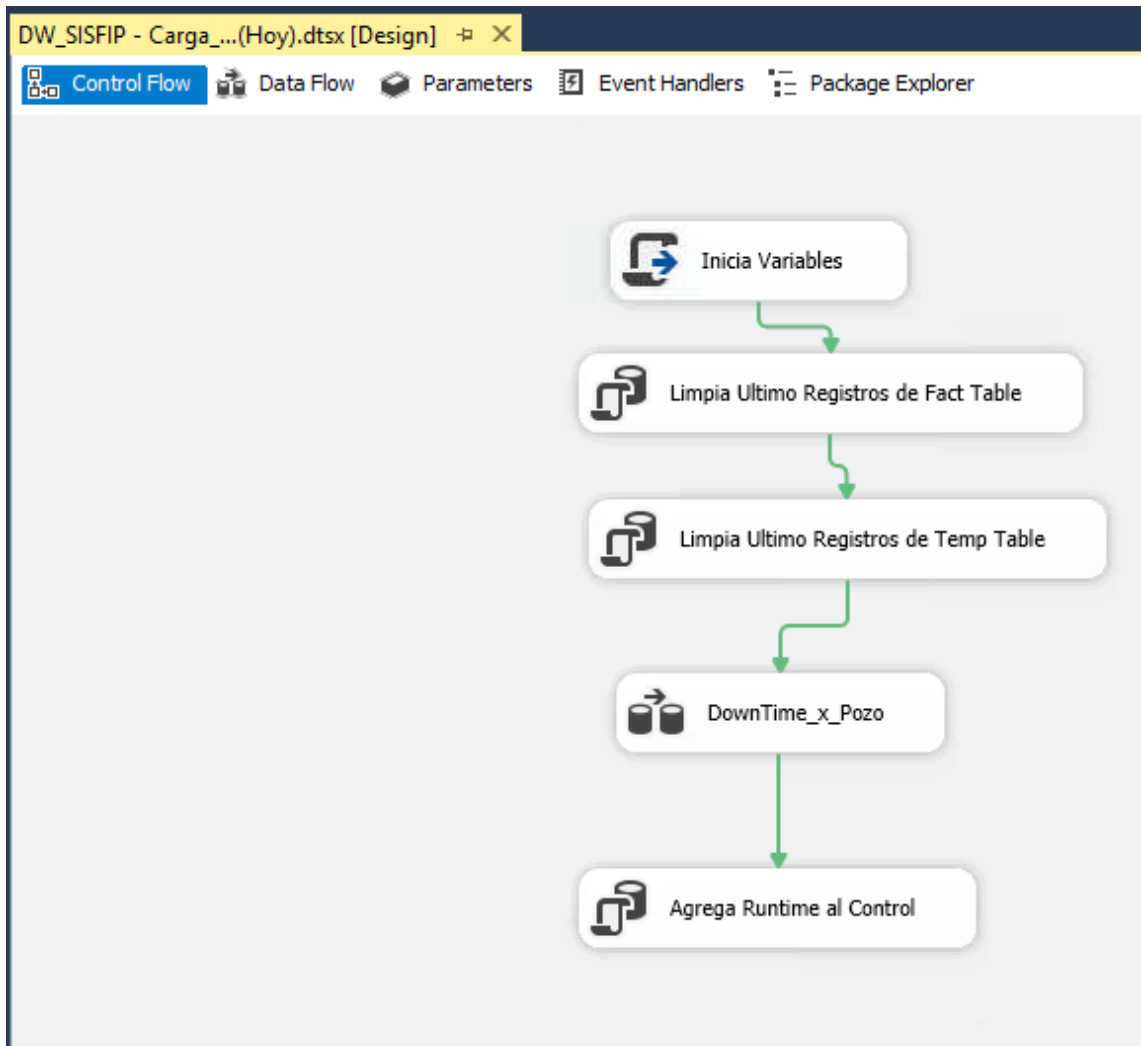 DW_SISFIP - Carga_...(Hoy).dtsx [Design]
Control Flow Data Flow Parameters Event Handlers Package Explorer
Inicia Variables
Limpia Ultimo Registros de Fact Table
Limpia Ultimo Registros de Temp Table
DownTime_x_Pozo
Agrega Runtime al Control